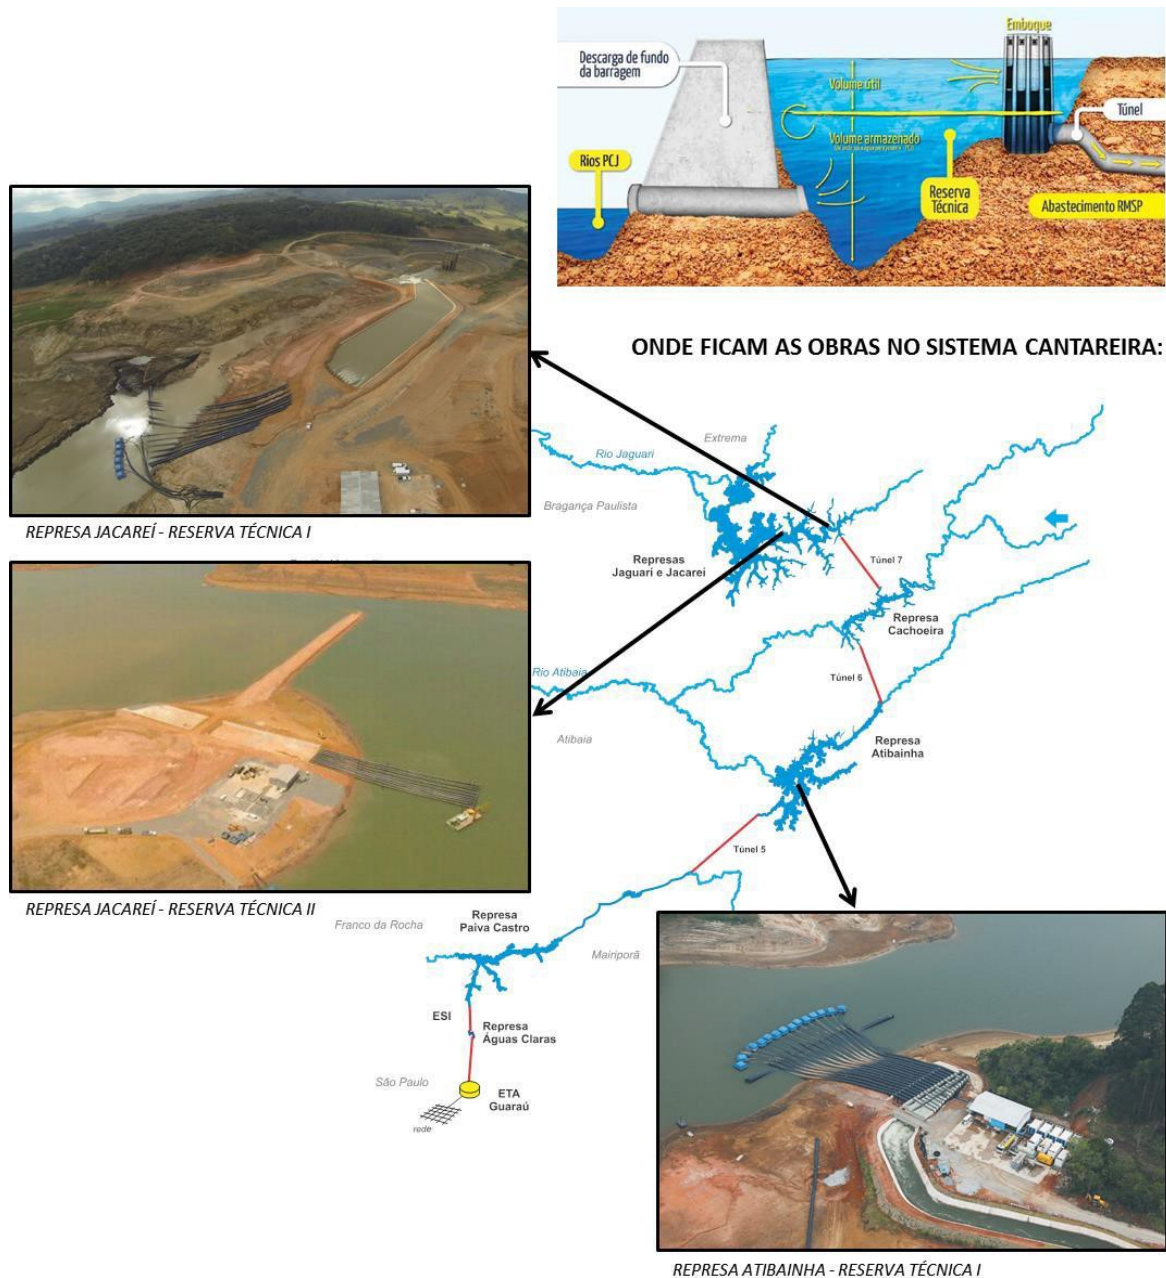 Emboque
Descarga de fundo
da barragem
Volume útil
Túnel
Volume armazenado
Rios PCJ
Reserva
Técnica
Abastecimento RMSP
ONDE FICAM AS OBRAS NO SISTEMA CANTAREIRA:
Extrema
Rio Jaguari
Bragança Paulista
REPRESA JACAREÍ - RESERVA TÉCNICA I
Represas
Jaguari e Jacareí
Túnel 7
Represa
Cachoeira
Rio Atibaia
Túnel 6
Atibaia
Represa
Atibainha
Túnel 5
REPRESA JACAREÍ - RESERVA TÉCNICA II
Franco da Rocha
Represa
Paiva Castro
Mairiporã
ESI
Represa
Águas Claras
São Paulo
ETA
Guaraú
rede
REPRESA ATIBAINHA - RESERVA TÉCNICA I